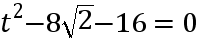 t²−8√2−16 = 0